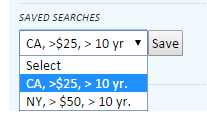 SAVED SEARCHES
CA, >$25, > 10 yr Save
Select
CA, >$25, > 10 yr.
NY, > $50, > 10 yr.